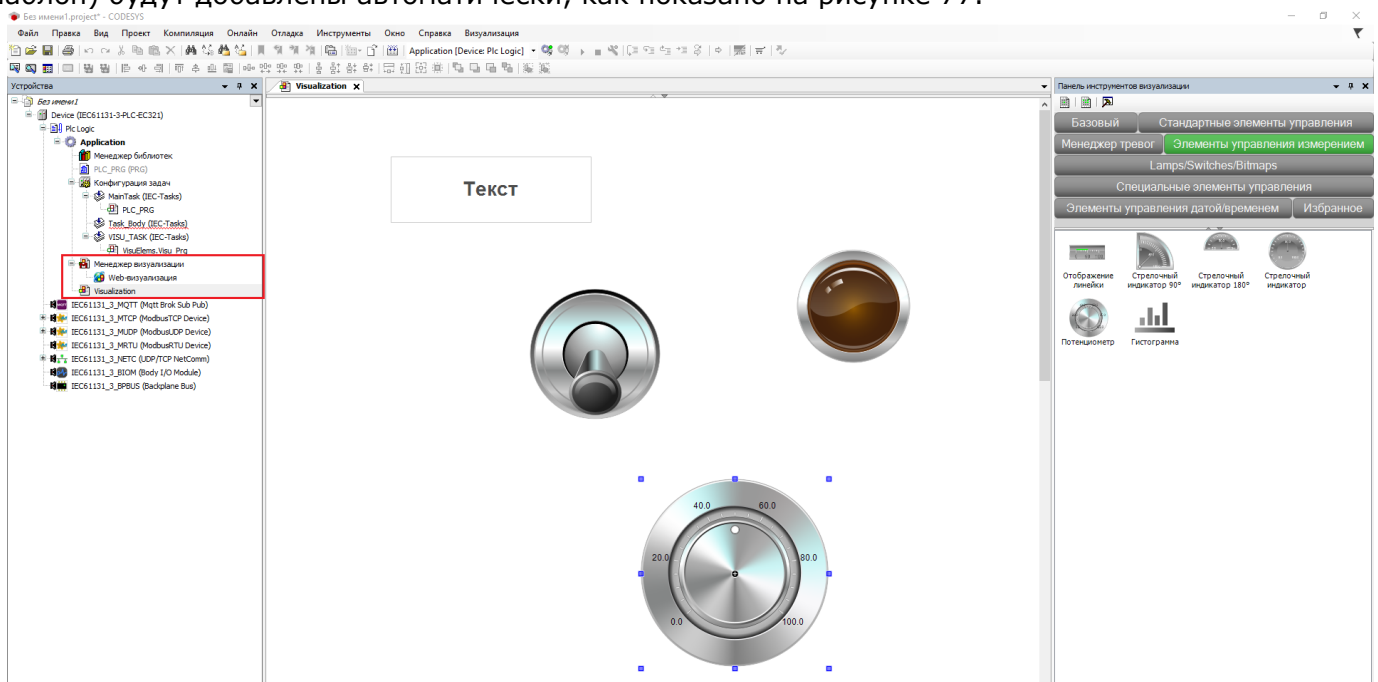 аблон) будут добавлены автоматически, как показано на рисунке 77.
Без имени1.project* - CODESYS
Файл Правка Вид Проект Компиляция Онлайн Отладка Инструменты Окно Справка Визуализация
Application [Device: Plc Logic]
Устройства
Visualization
Панель инструментов визуализации
Без имени1
Device (IEC61131-3-PLC-EC321)
Plc Logic
Application
Менеджер библиотек
PLC_PRG (PRG)
Конфигурация задач
MainTask (IEC-Tasks)
PLC_PRG
Task_Body (IEC-Tasks)
VISU_TASK (IEC-Tasks)
VisuElems.Visu_Prg
Менеджер визуализации
Web-визуализация
Visualization
IEC61131_3_MQTT (Mqtt Brok Sub Pub)
IEC61131_3_MTCP (ModbusTCP Device)
IEC61131_3_MUDP (ModbusUDP Device)
IEC61131_3_MRTU (ModbusRTU Device)
IEC61131_3_NETC (UDP/TCP NetComm)
IEC61131_3_BIOM (Body I/O Module)
IEC61131_3_BPBUS (Backplane Bus)
Текст
40.0 60.0
20.0 80.0
0.0 100.0
Базовый Стандартные элементы управления
Менеджер тревог Элементы управления измерением
Lamps/Switches/Bitmaps
Специальные элементы управления
Элементы управления датой/временем Избранное
Отображение линейки
Стрелочный индикатор 90°
Стрелочный индикатор 180°
Стрелочный индикатор
Потенциометр
Гистограмма